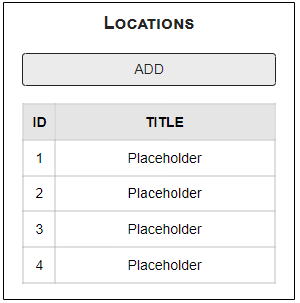 Locations
ADD
ID TITLE
1 Placeholder
2 Placeholder
3 Placeholder
4 Placeholder